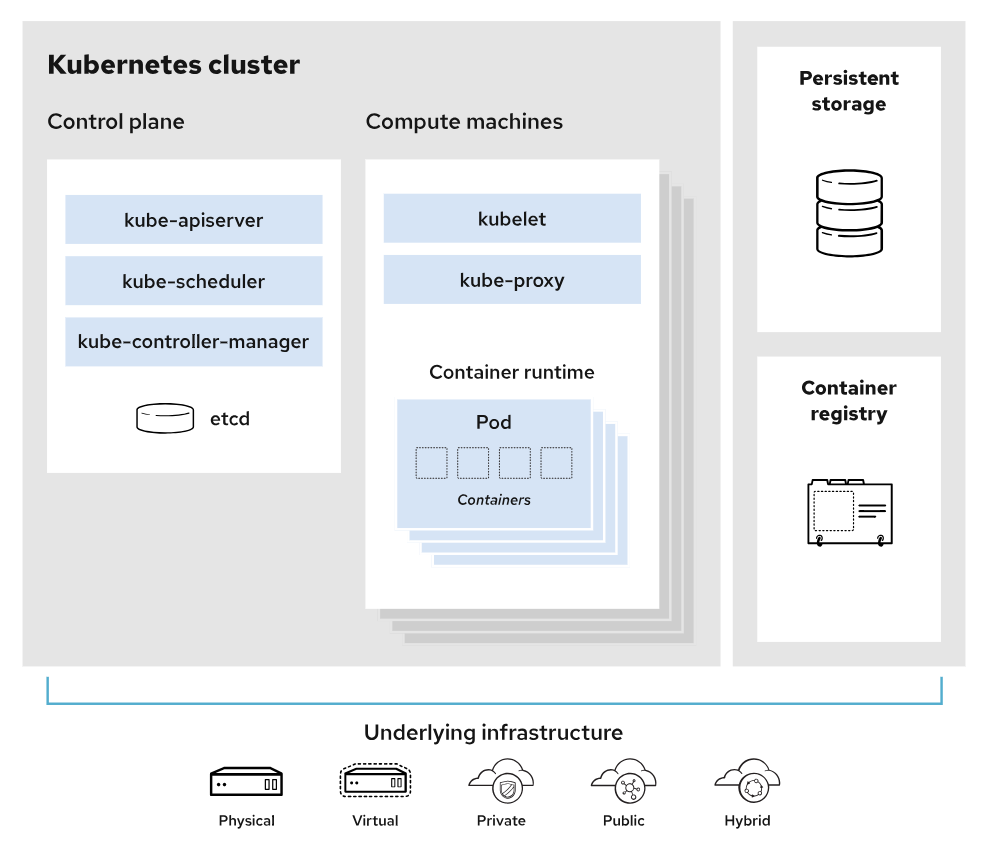 Kubernetes cluster
Control plane
kube-apiserver
kube-scheduler
kube-controller-manager
etcd
Compute machines
kubelet
kube-proxy
Container runtime
Pod
Containers
Persistent
storage
Container
registry
Underlying infrastructure
Physical
Virtual
Private
Public
Hybrid